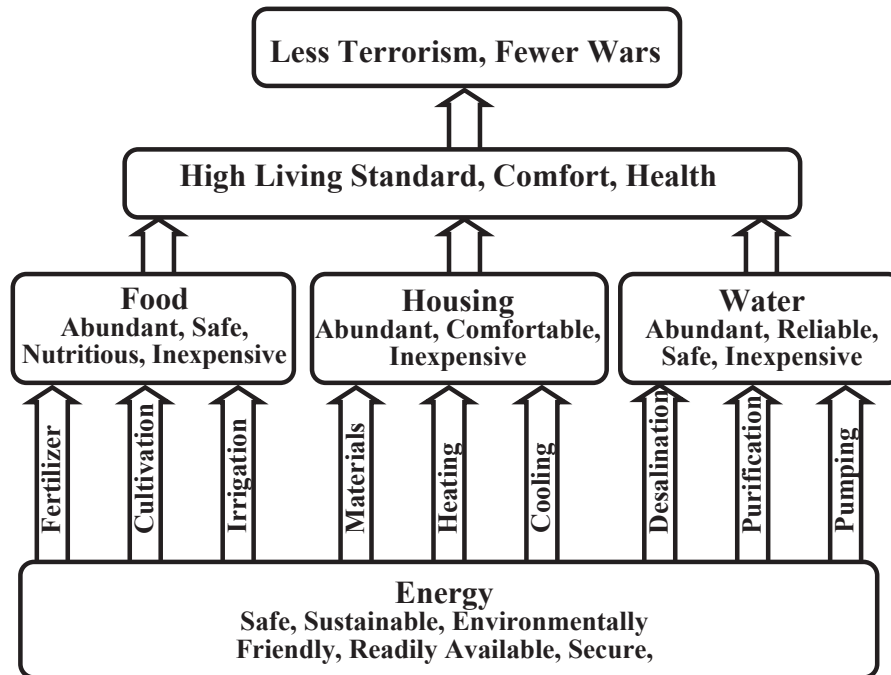 Less Terrorism, Fewer Wars
High Living Standard, Comfort, Health
Food
Abundant, Safe,
Nutritious, Inexpensive
Housing
Abundant, Comfortable,
Inexpensive
Water
Abundant, Reliable,
Safe, Inexpensive
Fertilizer
Cultivation
Irrigation
Materials
Heating
Cooling
Desalination
Purification
Pumping
Energy
Safe, Sustainable, Environmentally
Friendly, Readily Available, Secure,